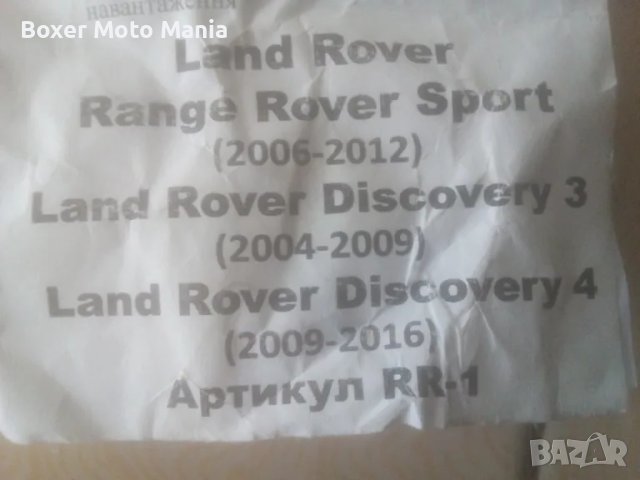 навантаження
Boxer Moto Mania
Land Rover
Range Rover Sport
(2006-2012)
Land Rover Discovery 3
(2004-2009)
Land Rover Discovery 4
(2009-2016)
Артикул RR-1
BAZAR